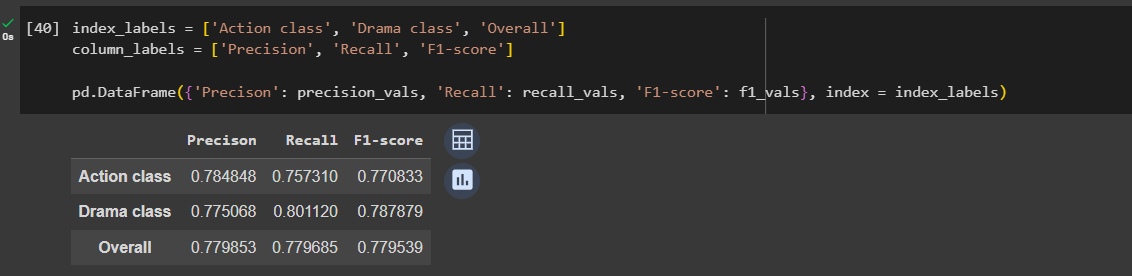 [40] index_labels = ['Action class', 'Drama class', 'Overall']
0s
column_labels = ['Precision', 'Recall', 'F1-score']
pd.DataFrame({'Precison': precision_vals, 'Recall': recall_vals, 'F1-score': f1_vals}, index = index_labels)
Precison Recall F1-score
Action class 0.784848 0.757310 0.770833
Drama class 0.775068 0.801120 0.787879
Overall 0.779853 0.779685 0.779539